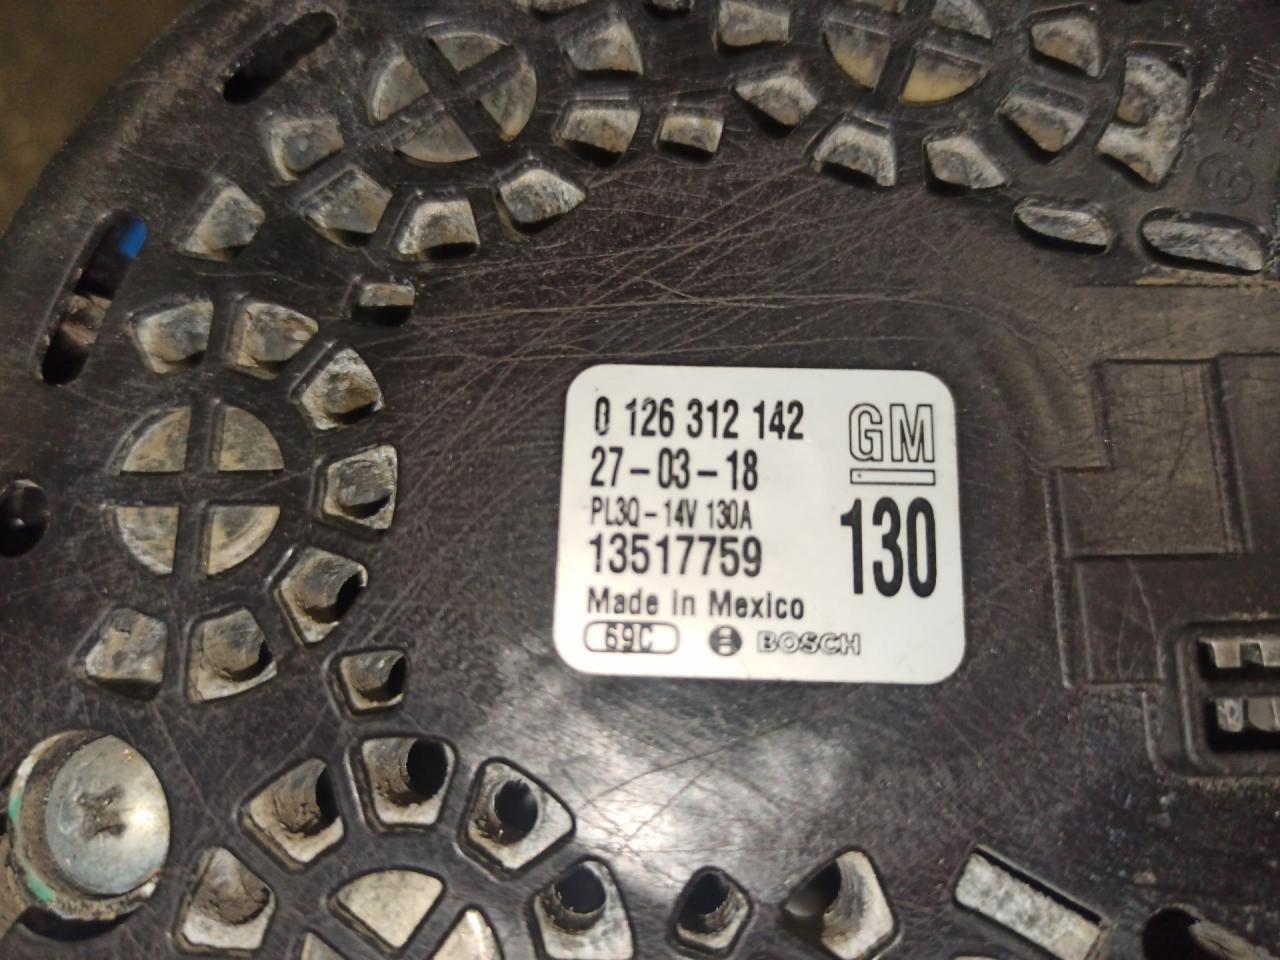 0 126 312 142
GM
27-03-18
PL3Q-14V 130A
130
13517759
Made in Mexico
69C
BOSCH